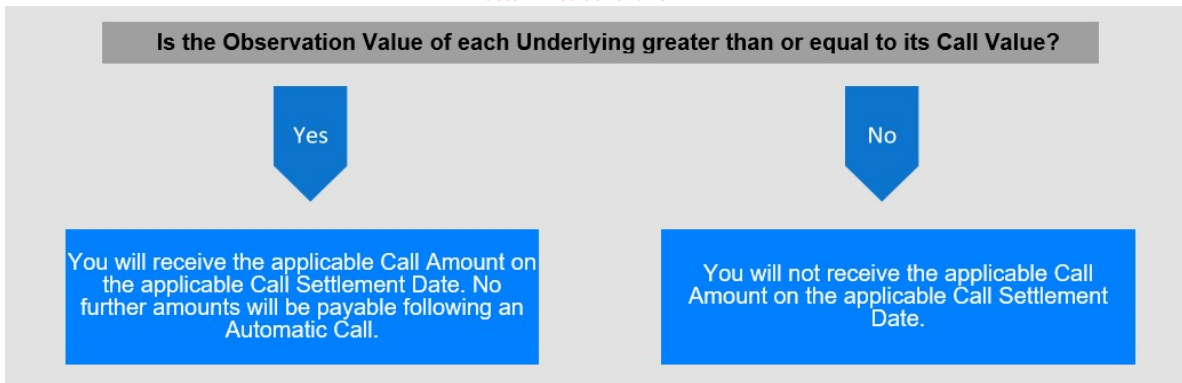 Is the Observation Value of each Underlying greater than or equal to its Call Value?
Yes
No
You will receive the applicable Call Amount on
the applicable Call Settlement Date. No
further amounts will be payable following an
Automatic Call.
You will not receive the applicable Call
Amount on the applicable Call Settlement
Date.